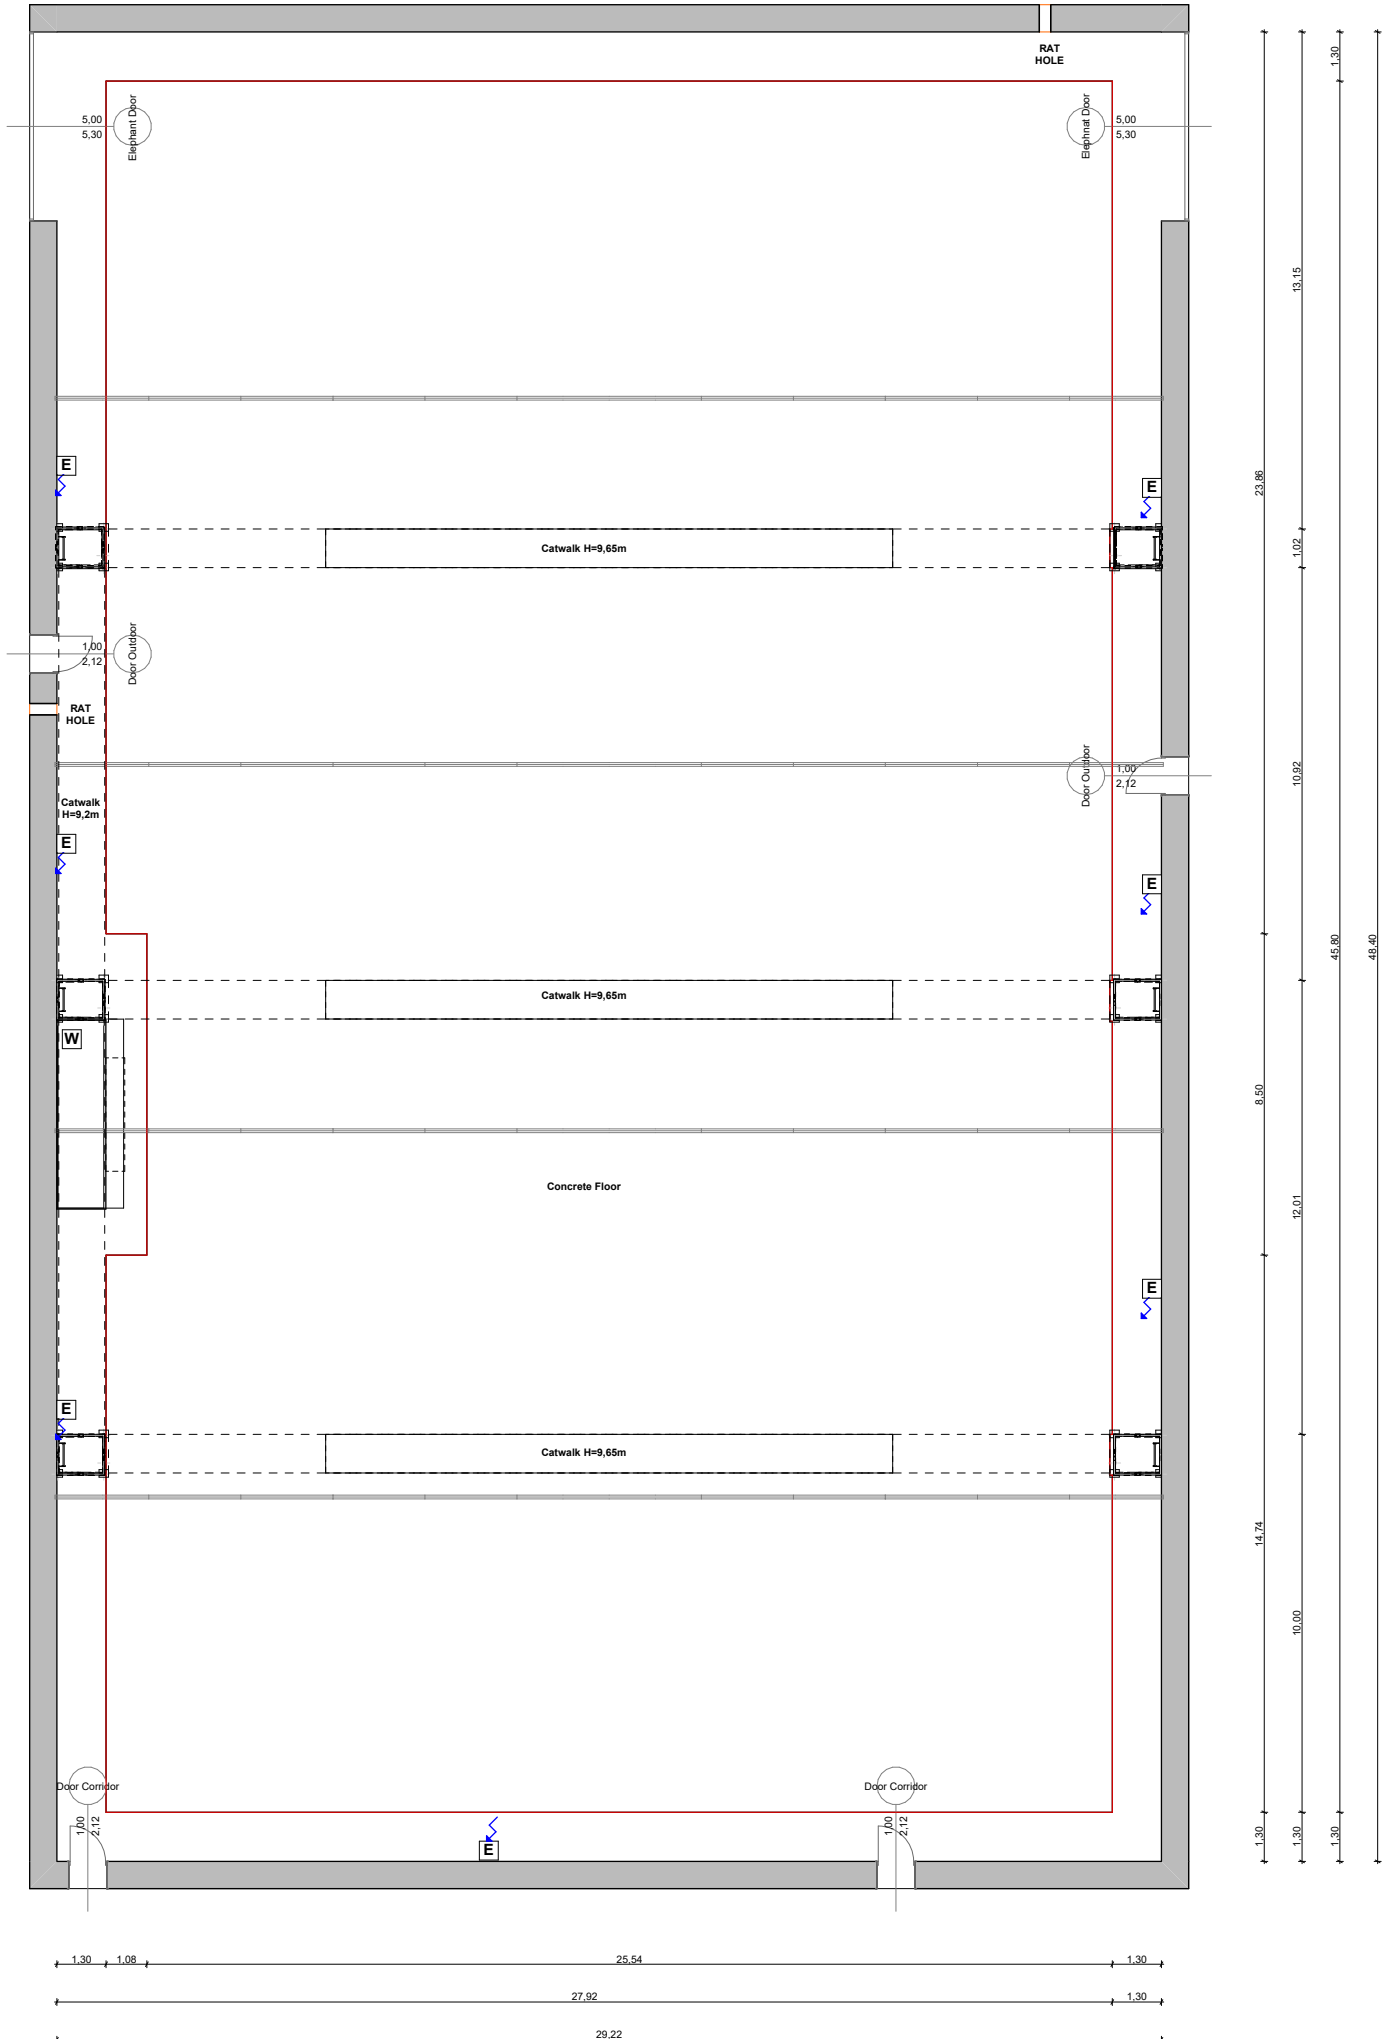 RAT
HOLE
1,30
5,00
5,30
Elephant Door
Elephnat Door
5,00
5,30
13,15
E
E
23,86
Catwalk H=9,65m
1,02
1,00
2,12
Door Outdoor
RAT
HOLE
Door Outdoor
1,00
2,12
10,92
Catwalk
H=9,2m
E
E
45,80
48,40
Catwalk H=9,65m
W
8,50
Concrete Floor
12,01
E
E
Catwalk H=9,65m
14,74
10,00
Door Corridor
Door Corridor
1,00
2,12
1,00
2,12
E
1,30
1,30
1,30
1,30
1,08
25,54
1,30
27,92
1,30
29,22